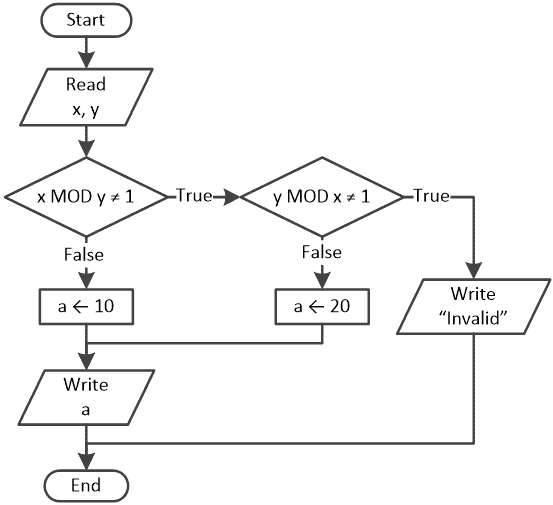 Start
Read
x, y
x MOD y ≠ 1
True
y MOD x ≠ 1
True
False
False
a ← 10
a ← 20
Write
“Invalid”
Write
a
End